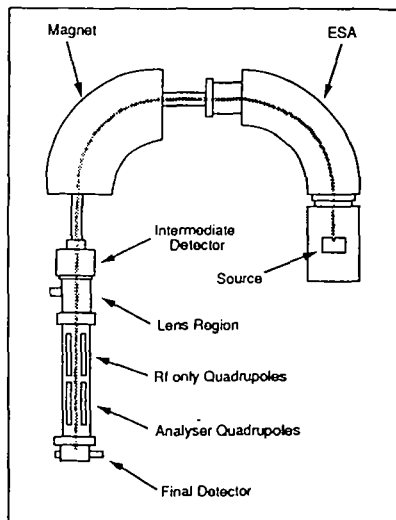 Magnet
ESA
Intermediate
Detector
Source
Lens Region
Rf only Quadrupoles
Analyser Quadrupoles
Final Detector